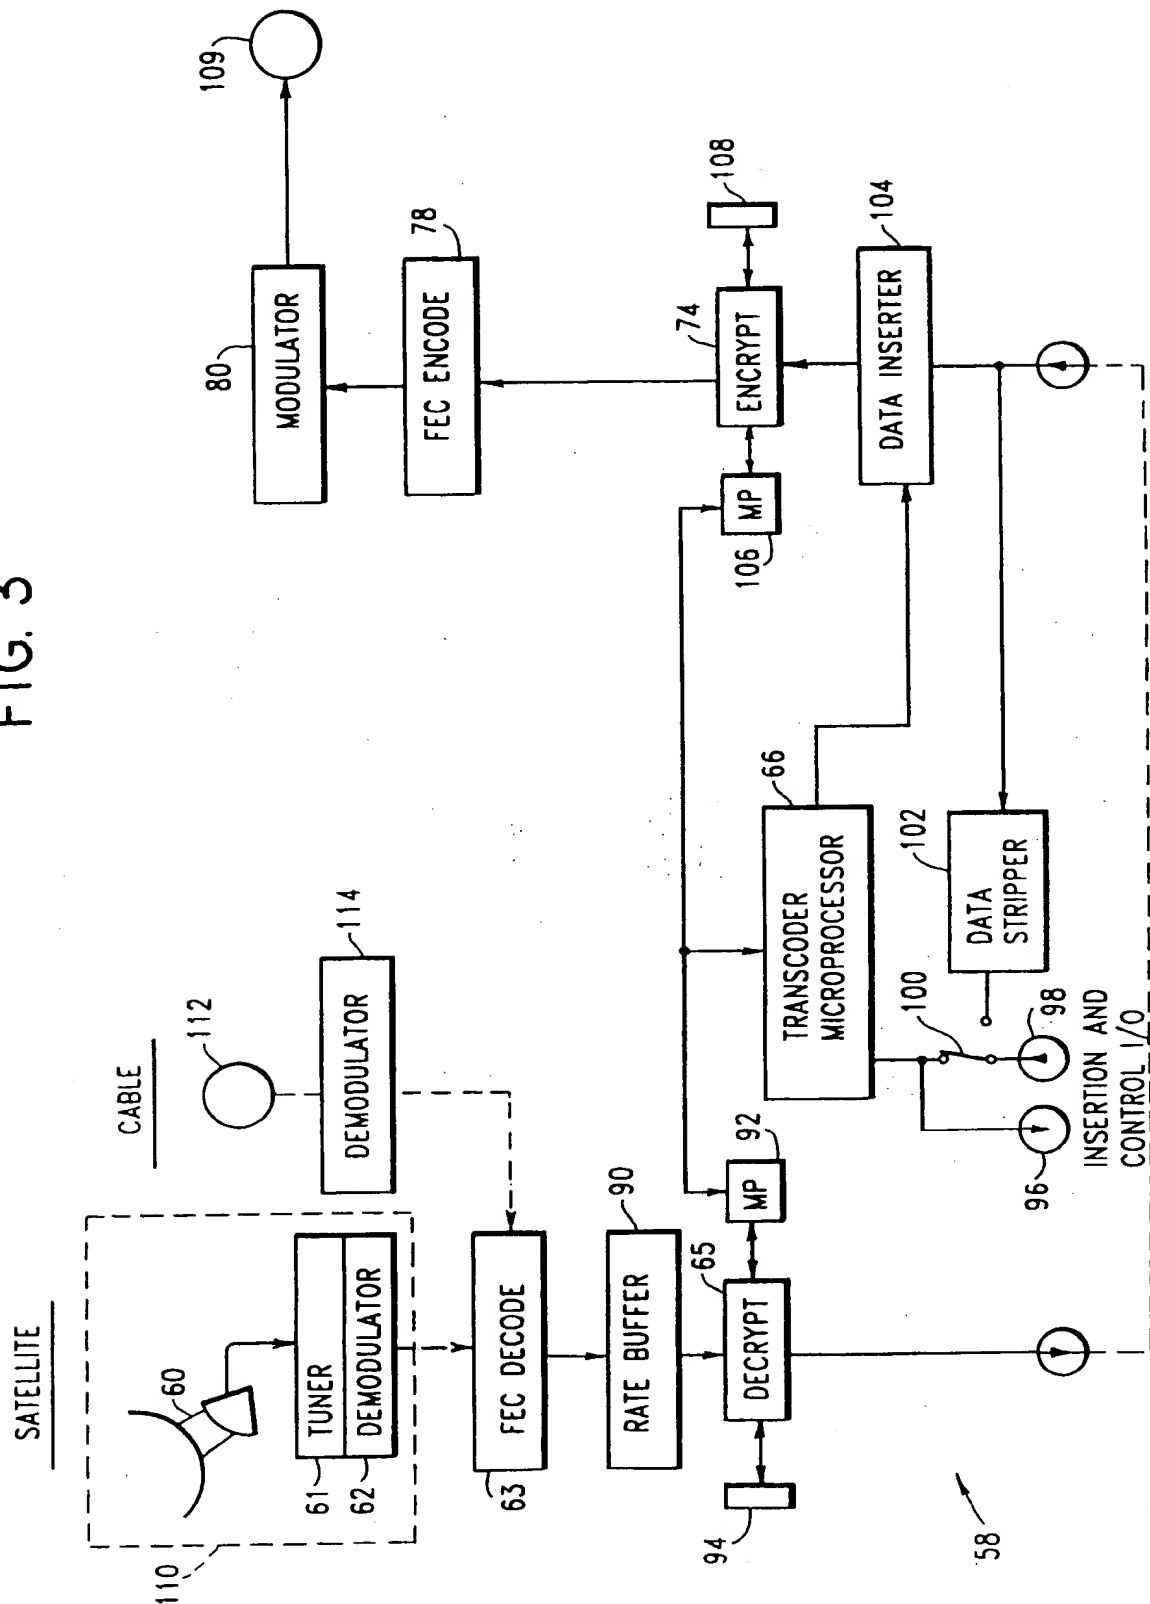 FIG. 3
SATELLITE
CABLE
110
60
61
TUNER
62
DEMODULATOR
112
DEMODULATOR
114
63
FEC DECODE
RATE BUFFER
90
94
DECRYPT
65
MP
92
TRANSCODER
MICROPROCESSOR
66
96
98
100
INSERTION AND
CONTROL I/O
DATA
STRIPPER
102
DATA INSERTER
104
106
MP
ENCRYPT
74
108
FEC ENCODE
78
MODULATOR
80
109
58